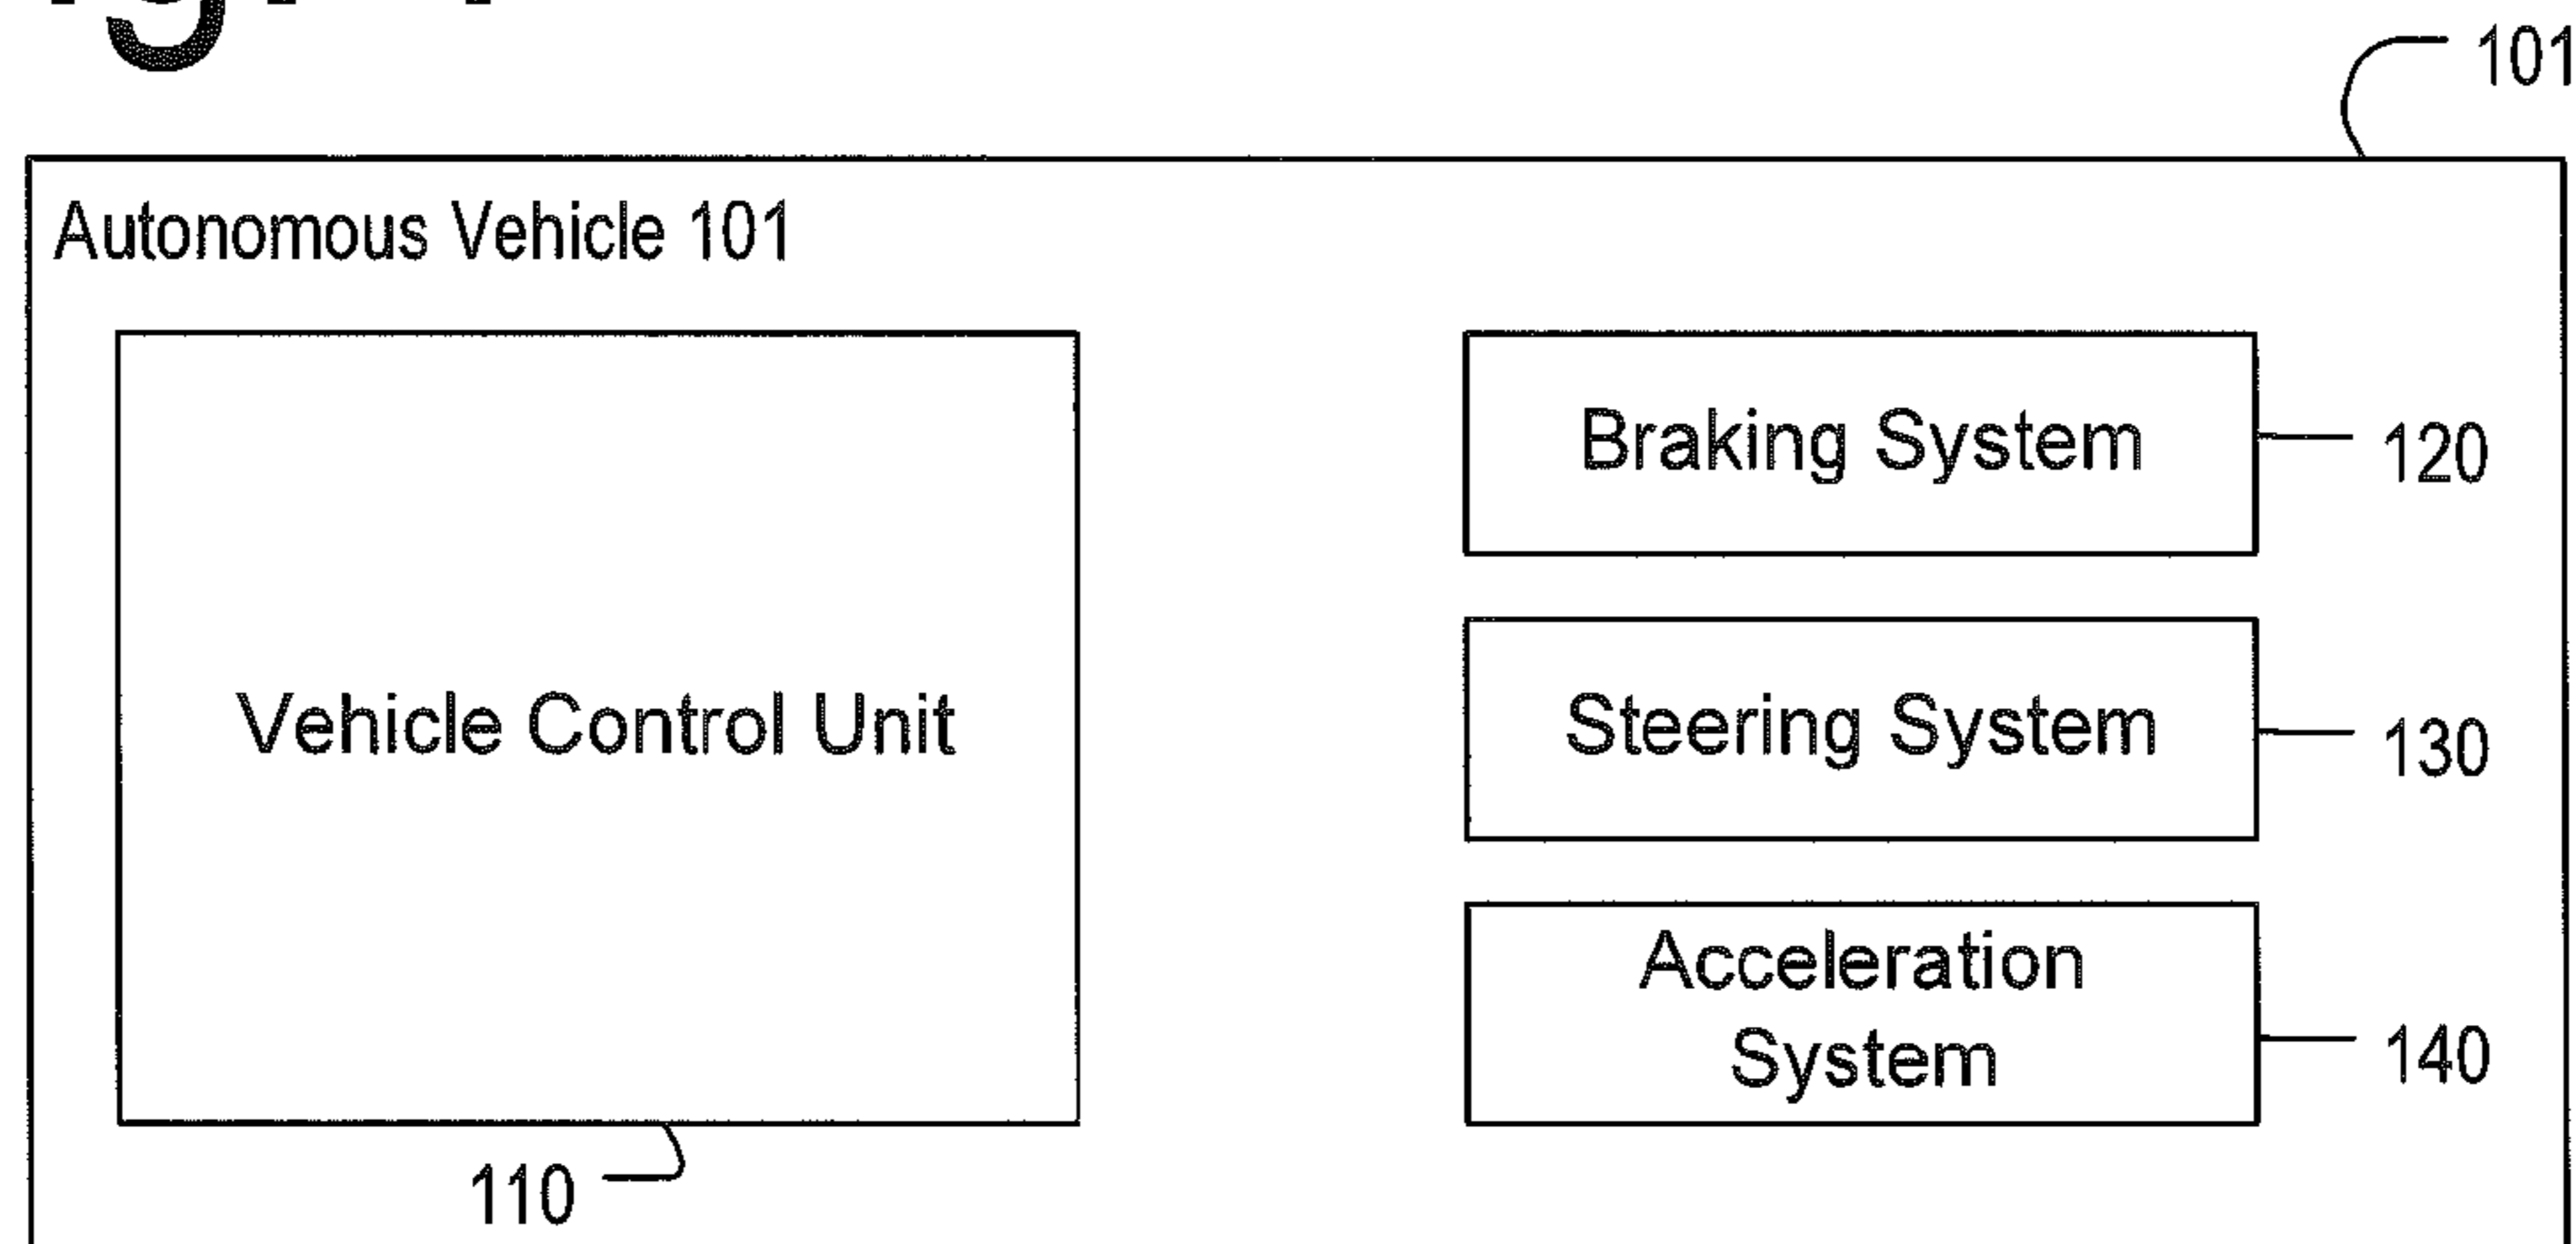 101
Autonomous Vehicle 101
Braking System
120
Vehicle Control Unit
Steering System
130
Acceleration
System
140
110